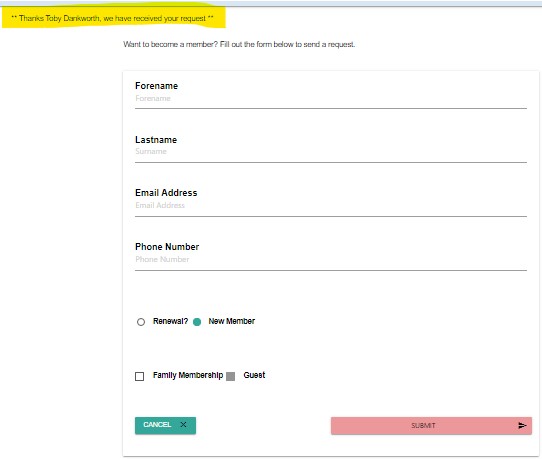 ** Thanks Toby Dankworth, we have received your request **
Want to become a member? Fill out the form below to send a request.
Forename
Forename
Lastname
Surname
Email Address
Email Address
Phone Number
Phone Number
Renewal? New Member
Family Membership Guest
CANCEL X SUBMIT